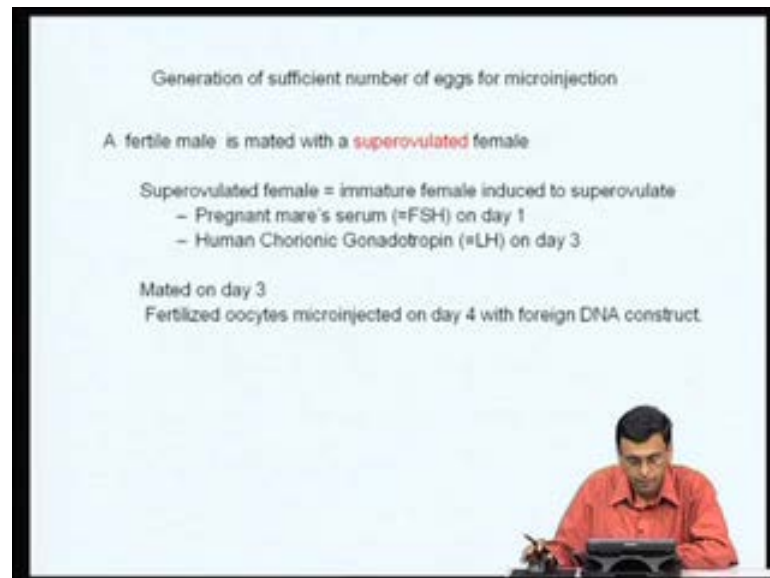 Generation of sufficient number of eggs for microinjection
A fertile male is mated with a superovulated female
Superovulated female = immature female induced to superovulate
– Pregnant mare's serum (=FSH) on day 1
– Human Chorionic Gonadotropin (=LH) on day 3
Mated on day 3
Fertilized oocytes microinjected on day 4 with foreign DNA construct.